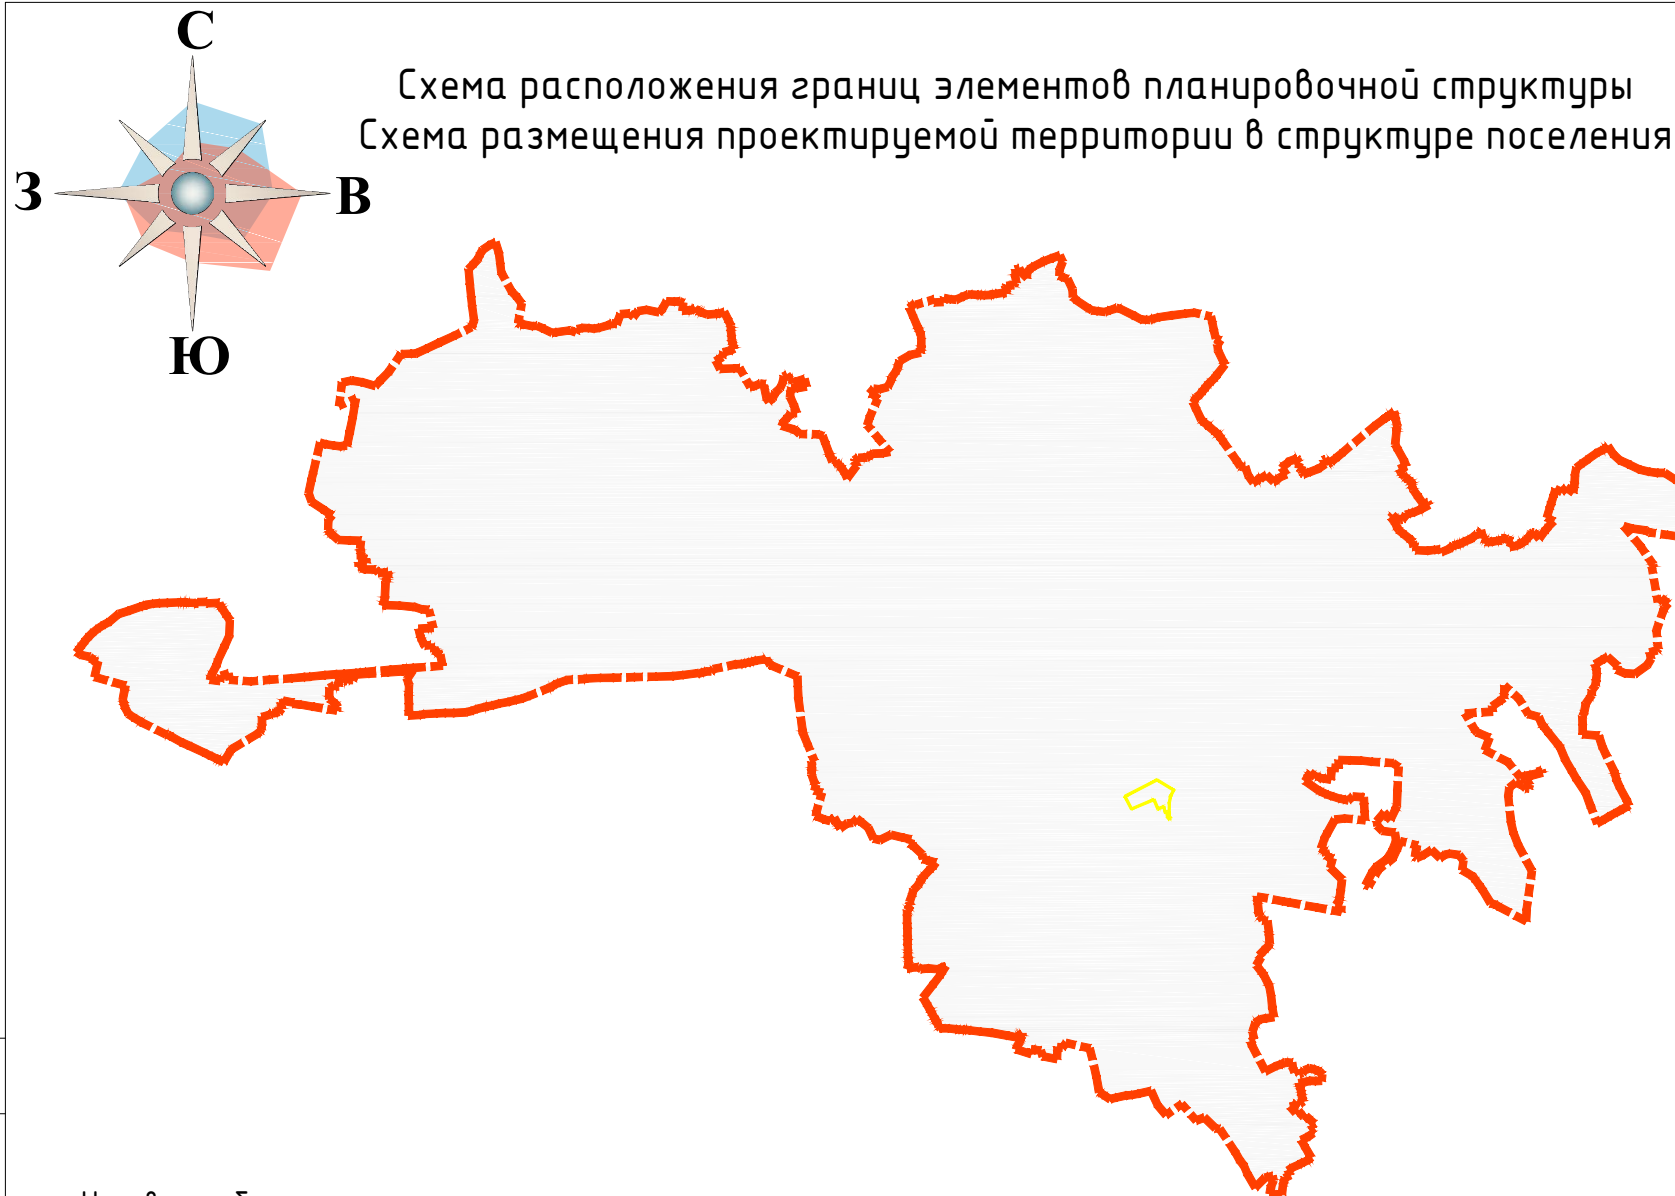 С
Схема расположения границ элементов планировочной структуры
Схема размещения проектируемой территории в структуре поселения
З
В
Ю